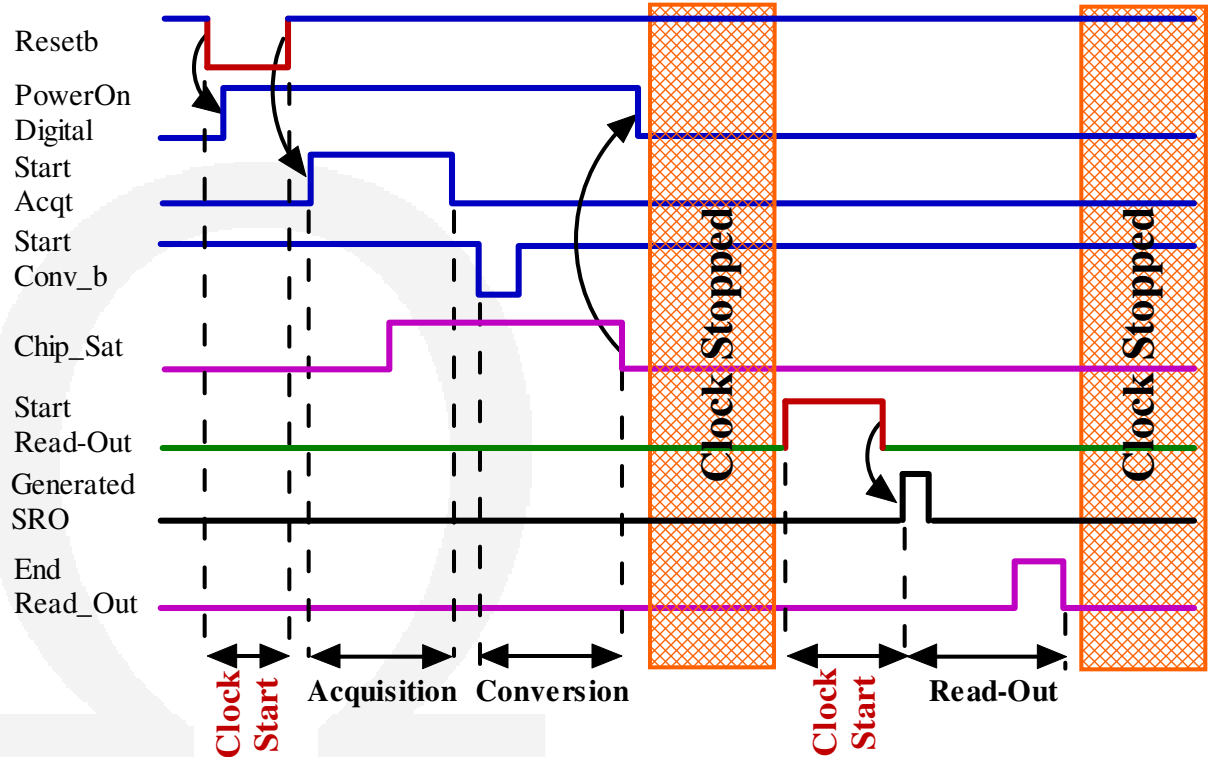 Resetb
PowerOn
Digital
Start
Acqt
Start
Conv_b
Chip_Sat
Start
Read-Out
Generated
SRO
End
Read_Out
Clock Stopped
Clock Stopped
Clock
Start
Acquisition
Conversion
Clock
Start
Read-Out